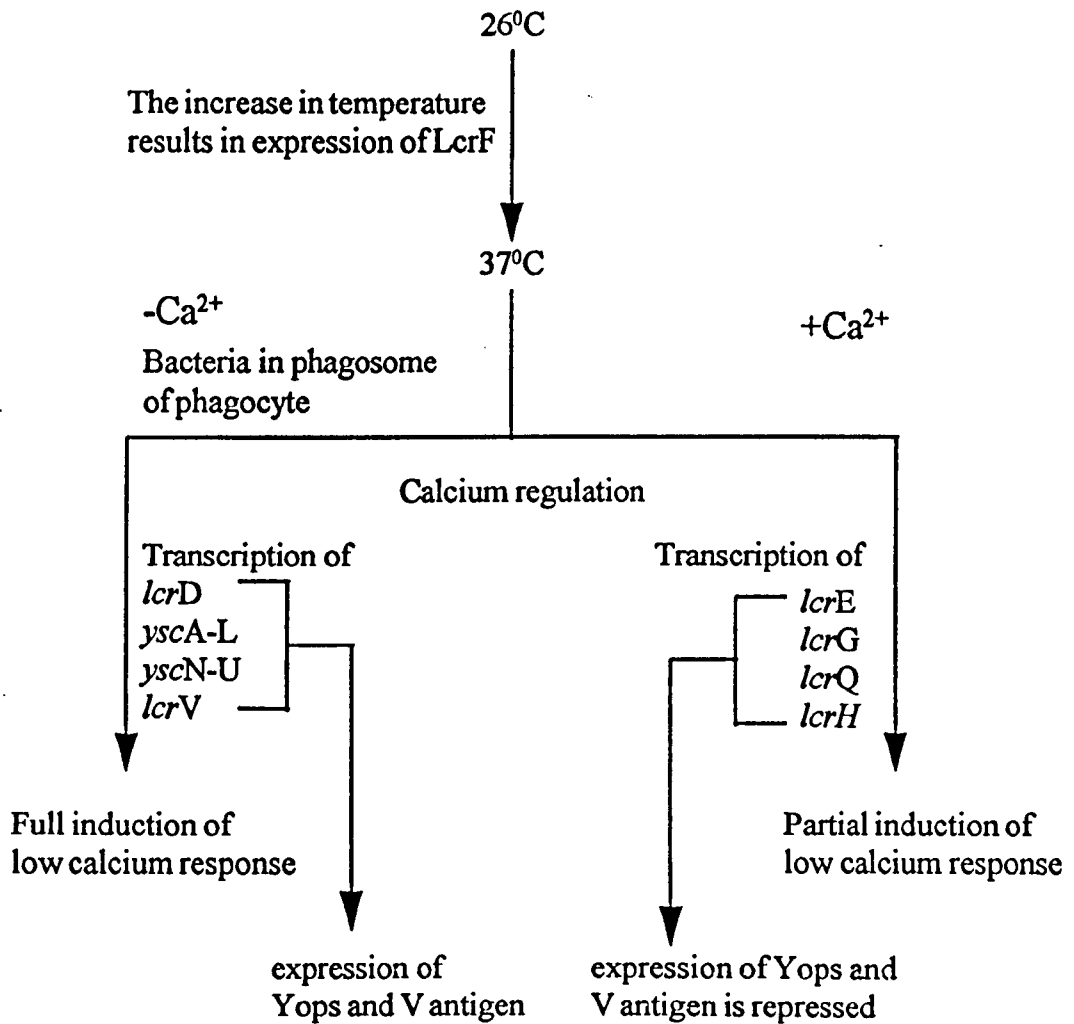 26⁰C
The increase in temperature
results in expression of LcrF
37⁰C
-Ca²⁺
Bacteria in phagosome
of phagocyte
+Ca²⁺
Calcium regulation
Transcription of
lcrD
yscA-L
yscN-U
lcrV
Transcription of
lcrE
lcrG
lcrQ
lcrH
Full induction of
low calcium response
Partial induction of
low calcium response
expression of
Yops and V antigen
expression of Yops and
V antigen is repressed